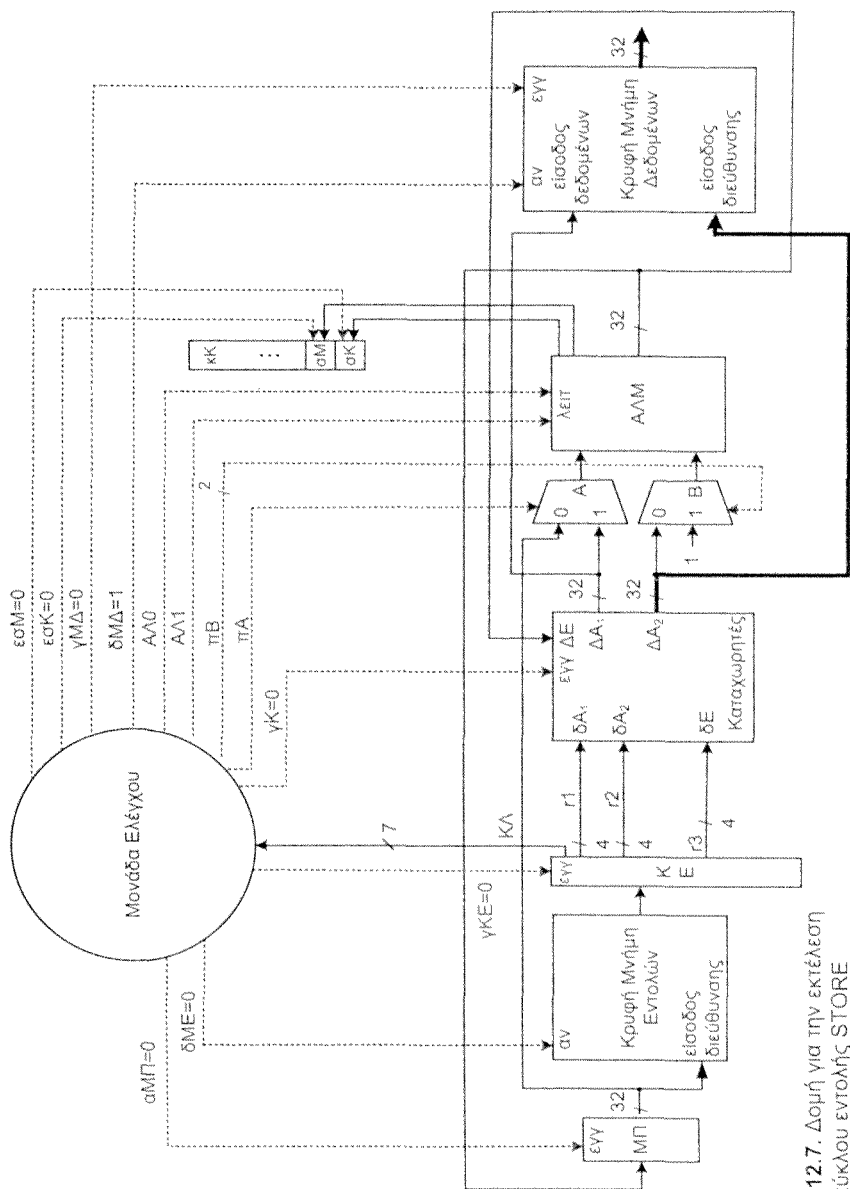 εσΜ=0
εσΚ=0
γΜΔ=0
δΜΔ=1
ΑΛ0
ΑΛ1
πΒ
πΑ
γΚ=0
2
Μονάδα Ελέγχου
αΜΠ=0
δΜΕ=0
7
γΚΕ=0
ΚΛ
κΚ
⋮
σΜ
σΚ
εγγ
ΜΠ
32
αν
Κρυφή Μνήμη
Εντολών
είσοδος
διεύθυνσης
εγγ
Κ
Ε
r1
4
r2
4
r3
4
εγγ ΔΕ
δΑ₁
ΔΑ₁
δΑ₂
ΔΑ₂
δΕ
Καταχωρητές
32
32
0
Α
1
0
Β
1
1
λειτ
ΑΛΜ
32
αν
εγγ
είσοδος
δεδομένων
Κρυφή Μνήμη
Δεδομένων
είσοδος
διεύθυνσης
32
12.7. Δομή για την εκτέλεση
κύκλου εντολής STORE